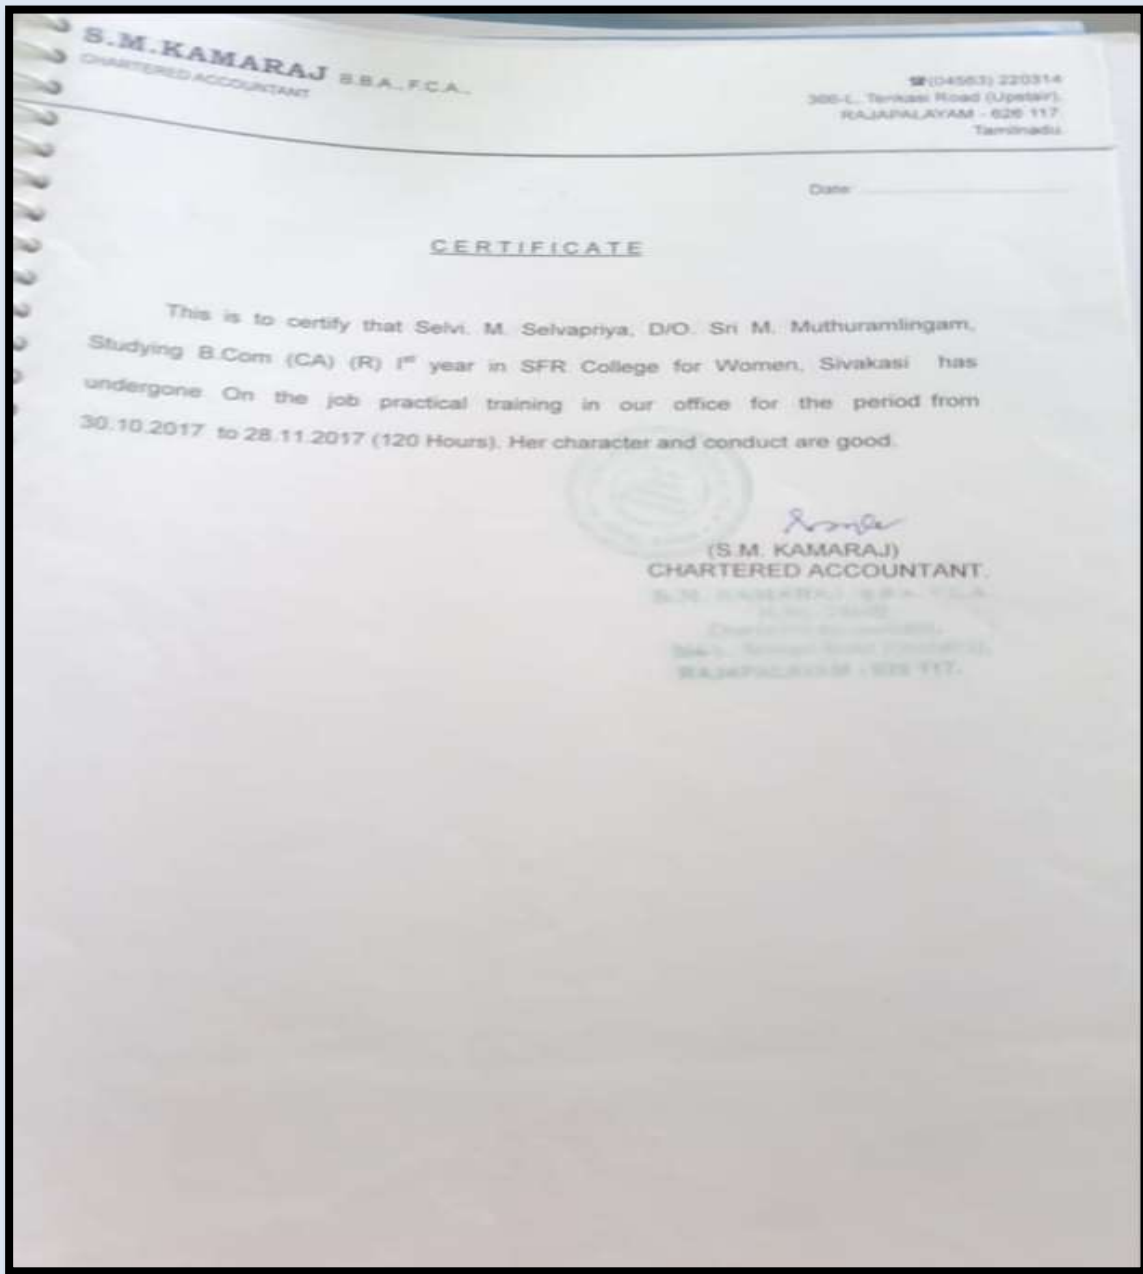 S.M.KAMARAJ B.B.A., F.C.A.,
CHARTERED ACCOUNTANT
☎(04563) 220314
Tenkasi Road (Upstair),
RAJAPALAYAM - 626 117.
Tamilnadu.
Date
CERTIFICATE
This is to certify that Selvi. M. Selvapriya, D/O. Sri M. Muthuramlingam,
Studying B.Com (CA) (R) Ist year in SFR College for Women, Sivakasi has
undergone On the job practical training in our office for the period from
30.10.2017 to 28.11.2017 (120 Hours). Her character and conduct are good.
(S.M. KAMARAJ)
CHARTERED ACCOUNTANT.
S.M. KAMARAJ B.B.A., F.C.A.
RAJAPALAYAM - 626 117.